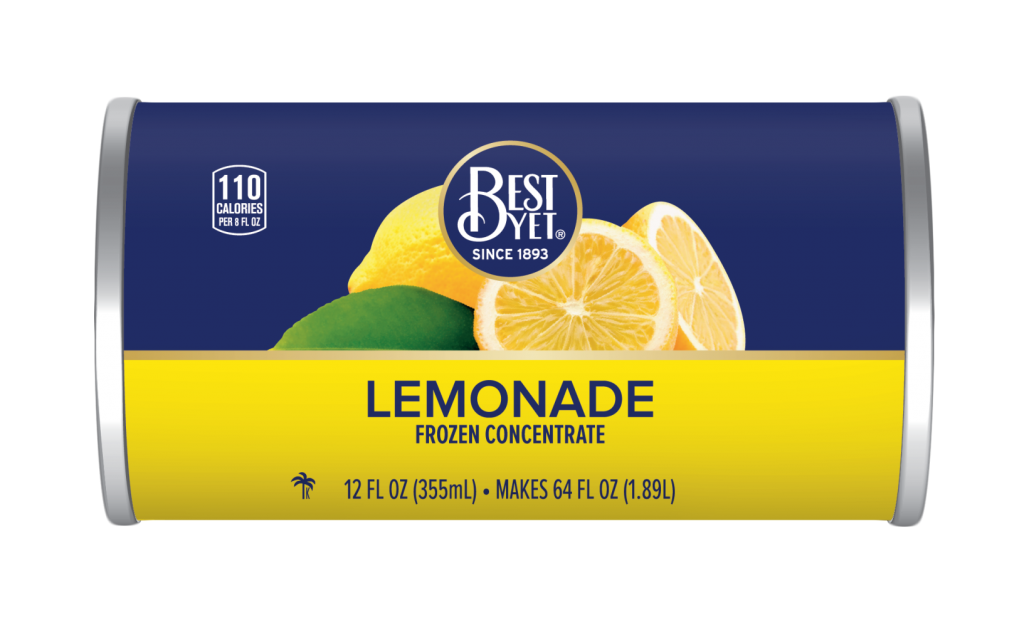 110
CALORIES
PER 8 FL OZ
BEST
YET®
SINCE 1893
LEMONADE
FROZEN CONCENTRATE
12 FL OZ (355mL) • MAKES 64 FL OZ (1.89L)